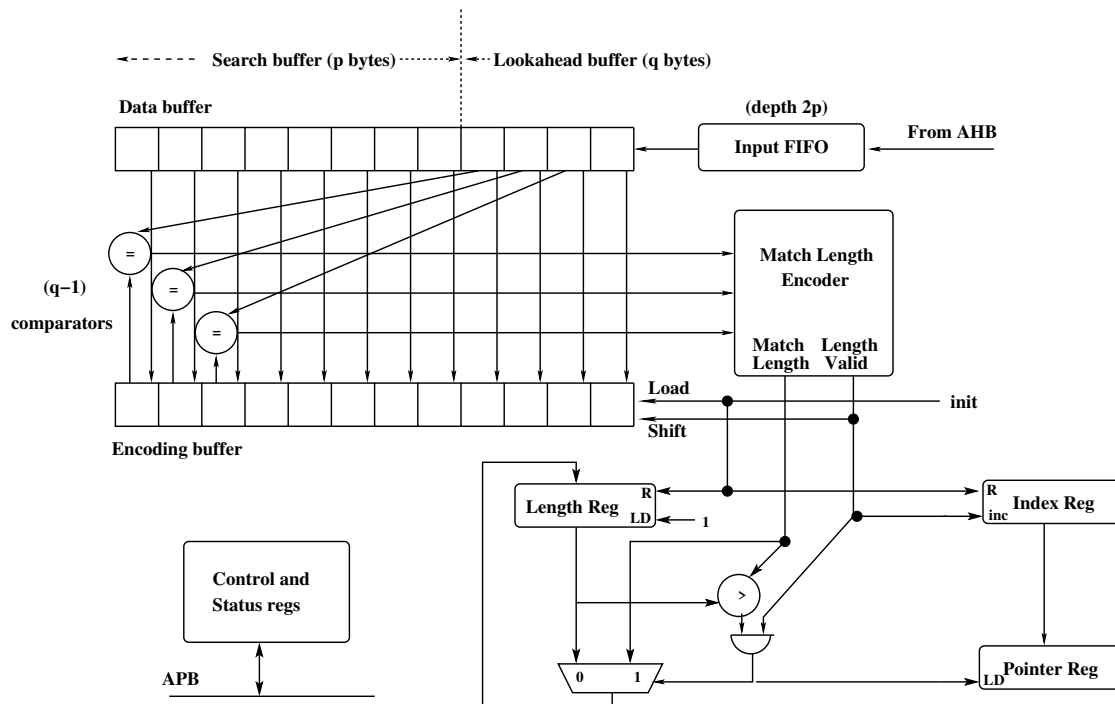 Search buffer (p bytes)
Lookahead buffer (q bytes)
Data buffer
(depth 2p)
Input FIFO
From AHB
=
=
=
(q−1)
comparators
Match Length
Encoder
Match
Length
Length
Valid
Load
Shift
init
Encoding buffer
Length Reg
R
LD
1
R
inc
Index Reg
Control and
Status regs
>
APB
0
1
LD
Pointer Reg